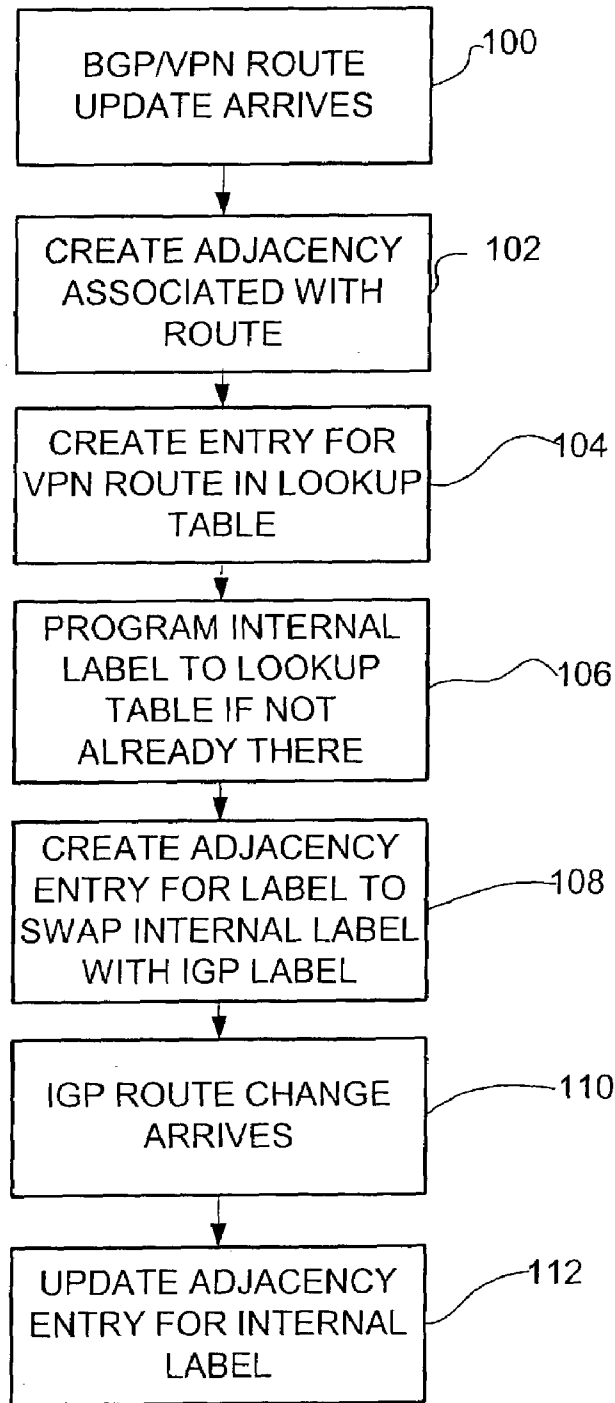 BGP/VPN ROUTE
UPDATE ARRIVES
100
CREATE ADJACENCY
ASSOCIATED WITH
ROUTE
102
CREATE ENTRY FOR
VPN ROUTE IN LOOKUP
TABLE
104
PROGRAM INTERNAL
LABEL TO LOOKUP
TABLE IF NOT
ALREADY THERE
106
CREATE ADJACENCY
ENTRY FOR LABEL TO
SWAP INTERNAL LABEL
WITH IGP LABEL
108
IGP ROUTE CHANGE
ARRIVES
110
UPDATE ADJACENCY
ENTRY FOR INTERNAL
LABEL
112